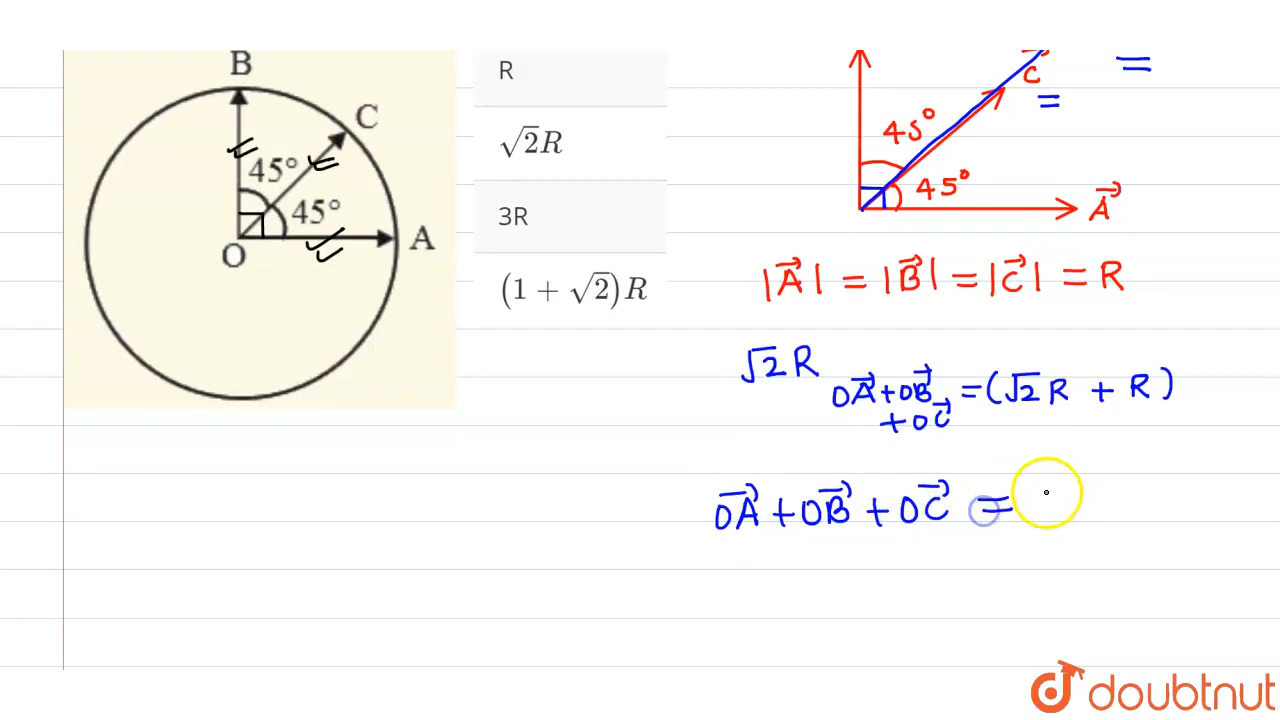 B
C
45°
45°
O
A
R
√2R
3R
(1 + √2)R
C⃗
=
=
45°
45°
A⃗
|A⃗| = |B⃗| = |C⃗| = R
√2 R
OA⃗ + OB⃗ = (√2 R + R)
+ OC⃗
OA⃗ + OB⃗ + OC⃗ =
doubtnut